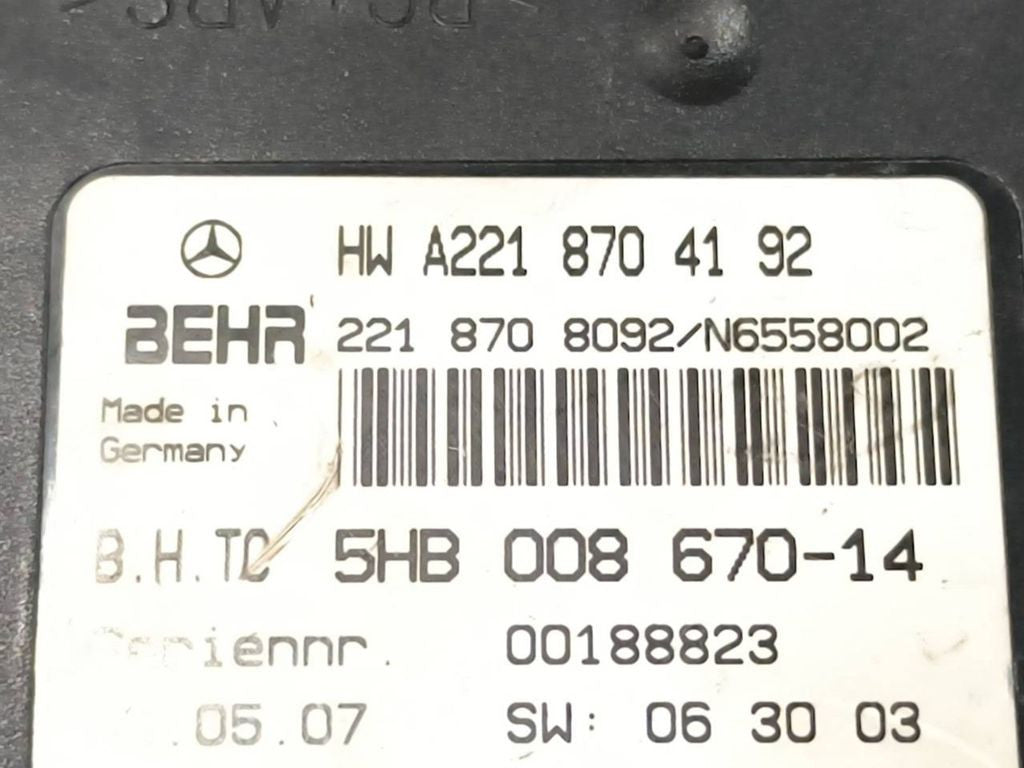 HW A221 870 41 92
BEHR 221 870 8092/N6558002
Made in
Germany
B.H.TC 5HB 008 670-14
00188823
.05.07 SW: 06 30 03